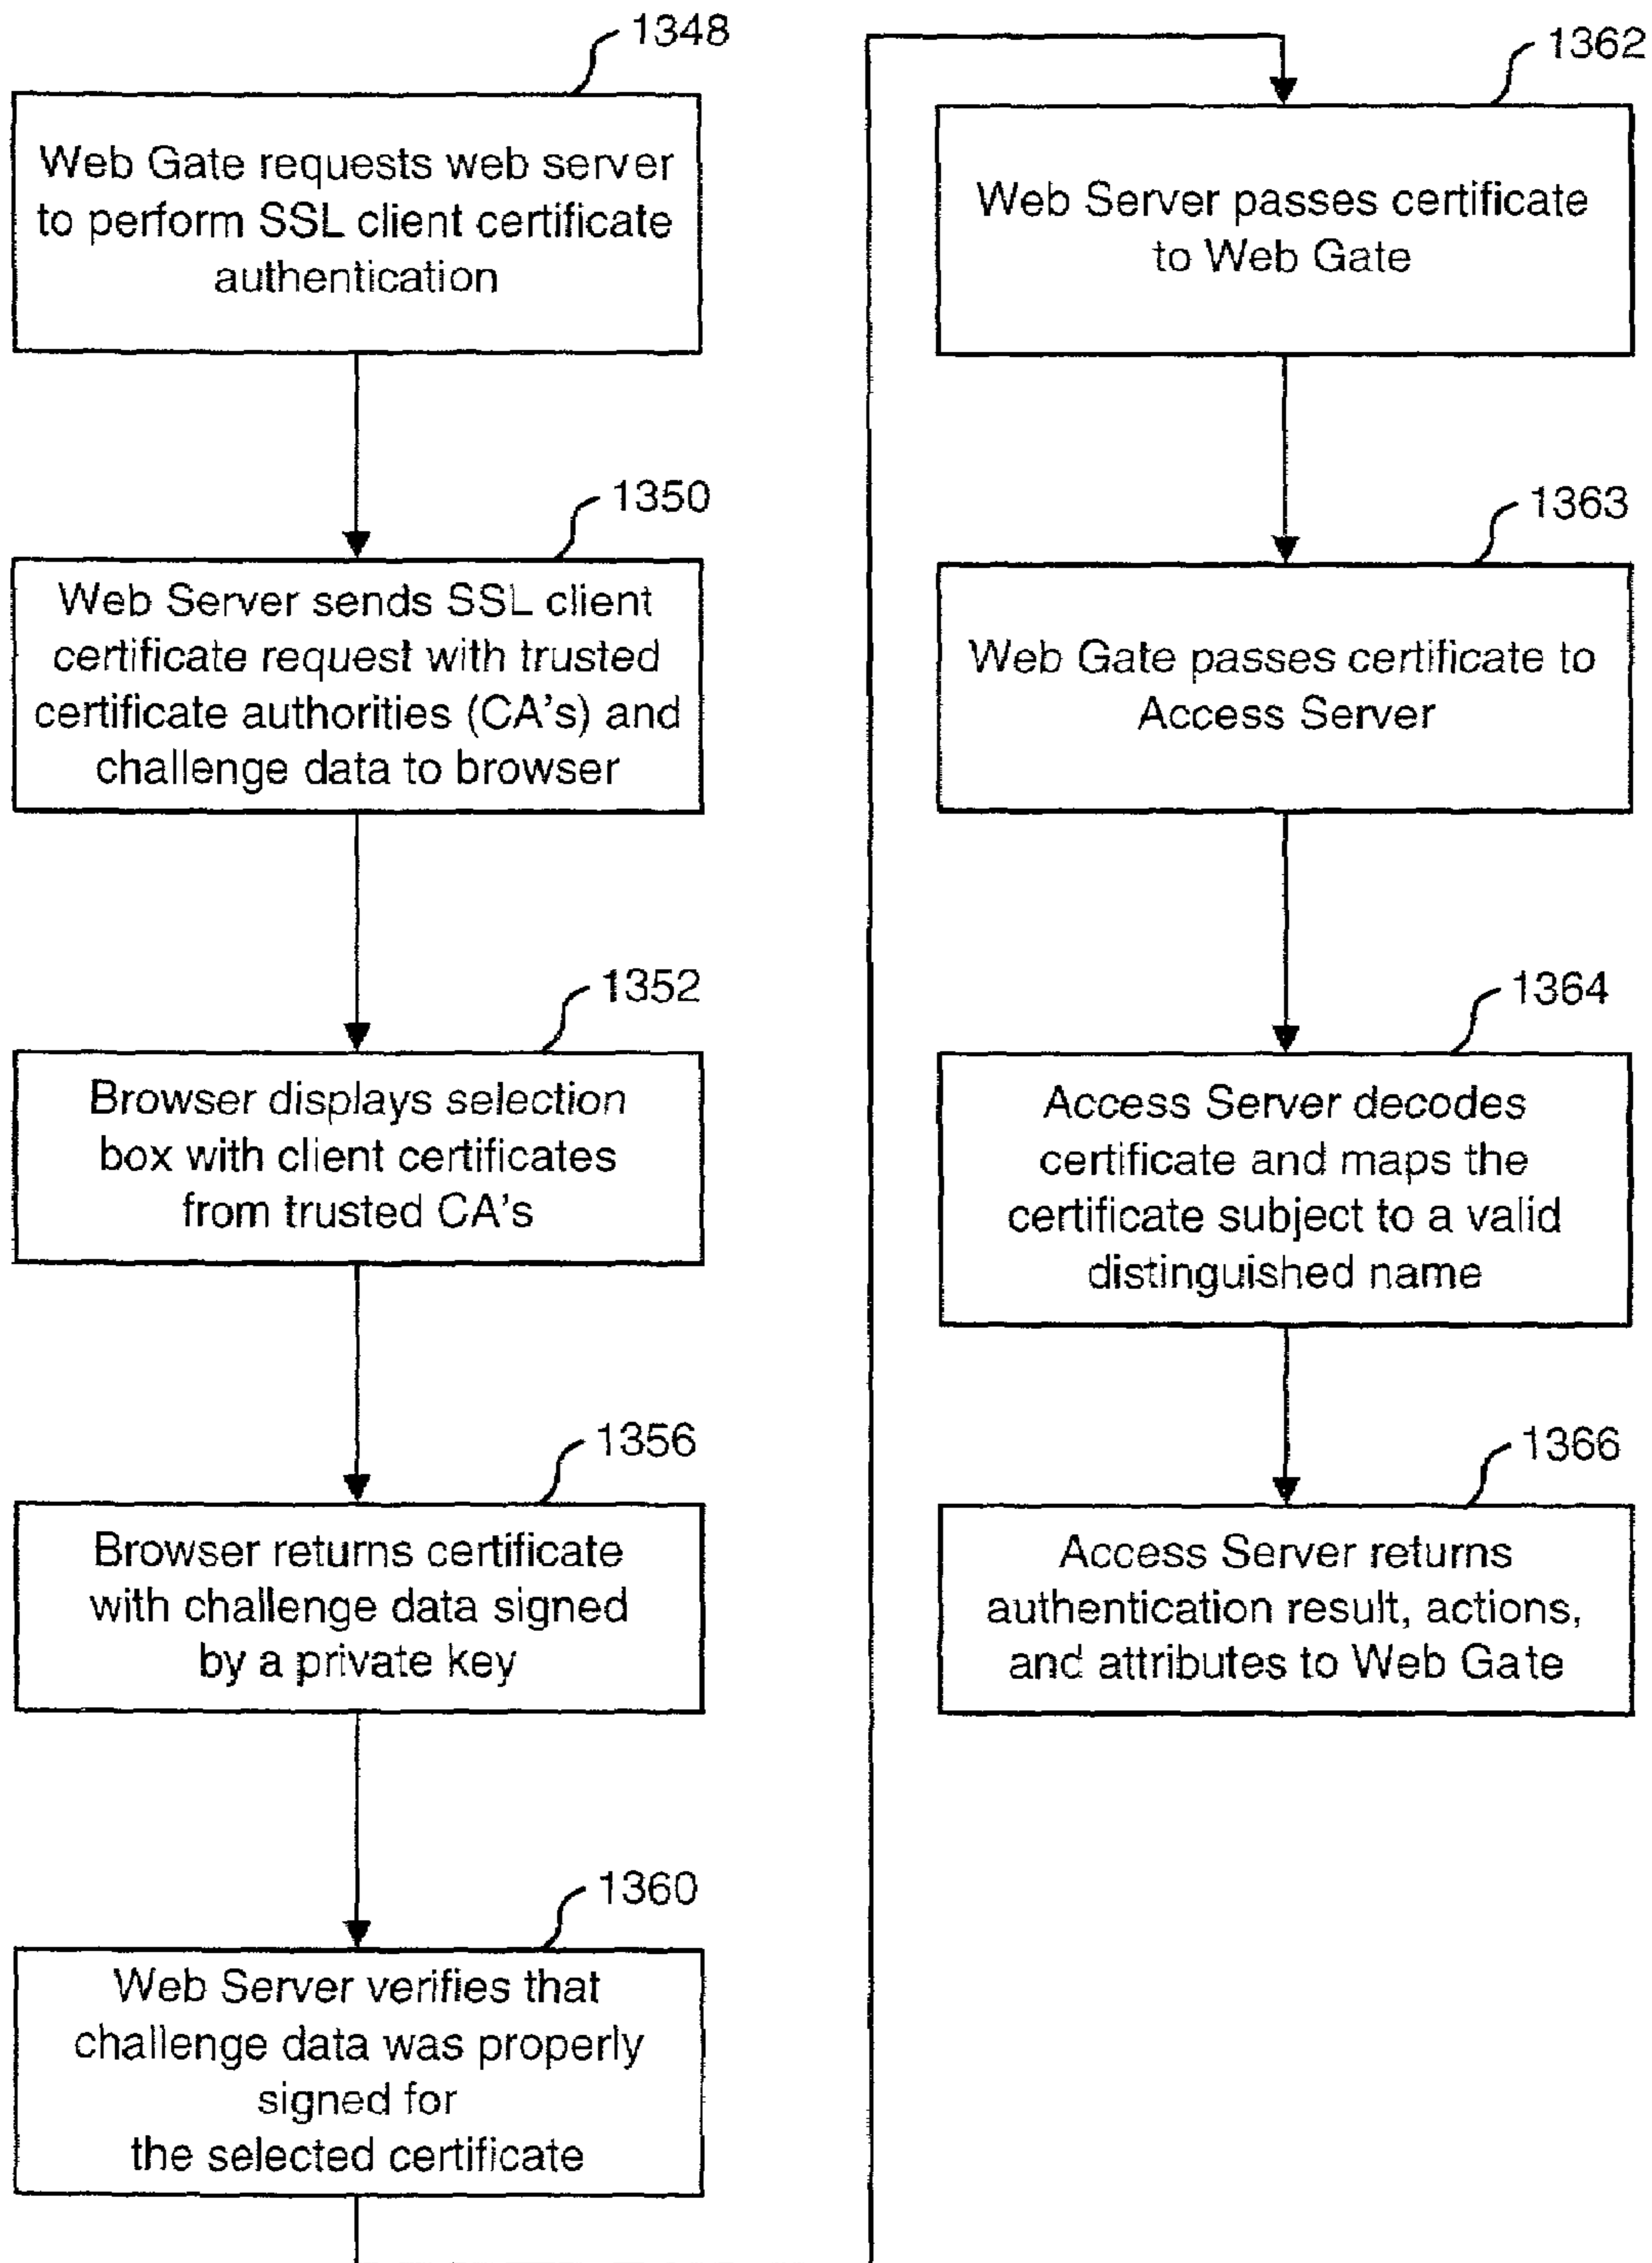 1348
Web Gate requests web server
to perform SSL client certificate
authentication
1350
Web Server sends SSL client
certificate request with trusted
certificate authorities (CA's) and
challenge data to browser
1352
Browser displays selection
box with client certificates
from trusted CA's
1356
Browser returns certificate
with challenge data signed
by a private key
1360
Web Server verifies that
challenge data was properly
signed for
the selected certificate
1362
Web Server passes certificate
to Web Gate
1363
Web Gate passes certificate to
Access Server
1364
Access Server decodes
certificate and maps the
certificate subject to a valid
distinguished name
1366
Access Server returns
authentication result, actions,
and attributes to Web Gate